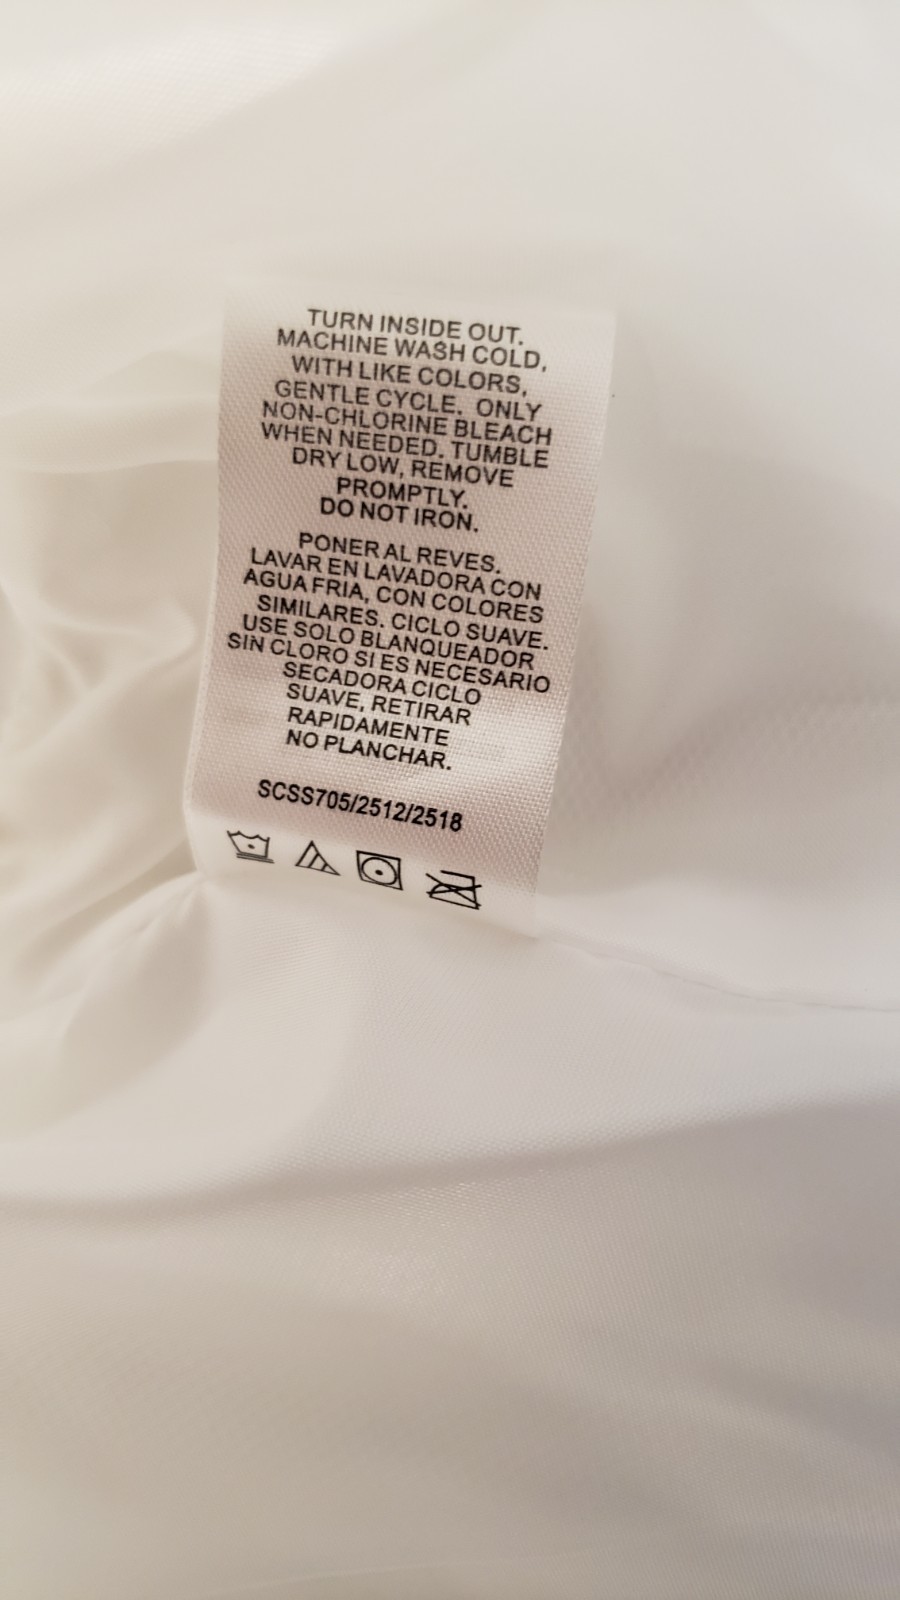 TURN INSIDE OUT.
MACHINE WASH COLD,
WITH LIKE COLORS,
GENTLE CYCLE. ONLY
NON-CHLORINE BLEACH
WHEN NEEDED. TUMBLE
DRY LOW, REMOVE
PROMPTLY.
DO NOT IRON.
PONER AL REVES.
LAVAR EN LAVADORA CON
AGUA FRIA, CON COLORES
SIMILARES. CICLO SUAVE.
USE SOLO BLANQUEADOR
SIN CLORO SI ES NECESARIO
SECADORA CICLO
SUAVE, RETIRAR
RAPIDAMENTE
NO PLANCHAR.
SCSS705/2512/2518